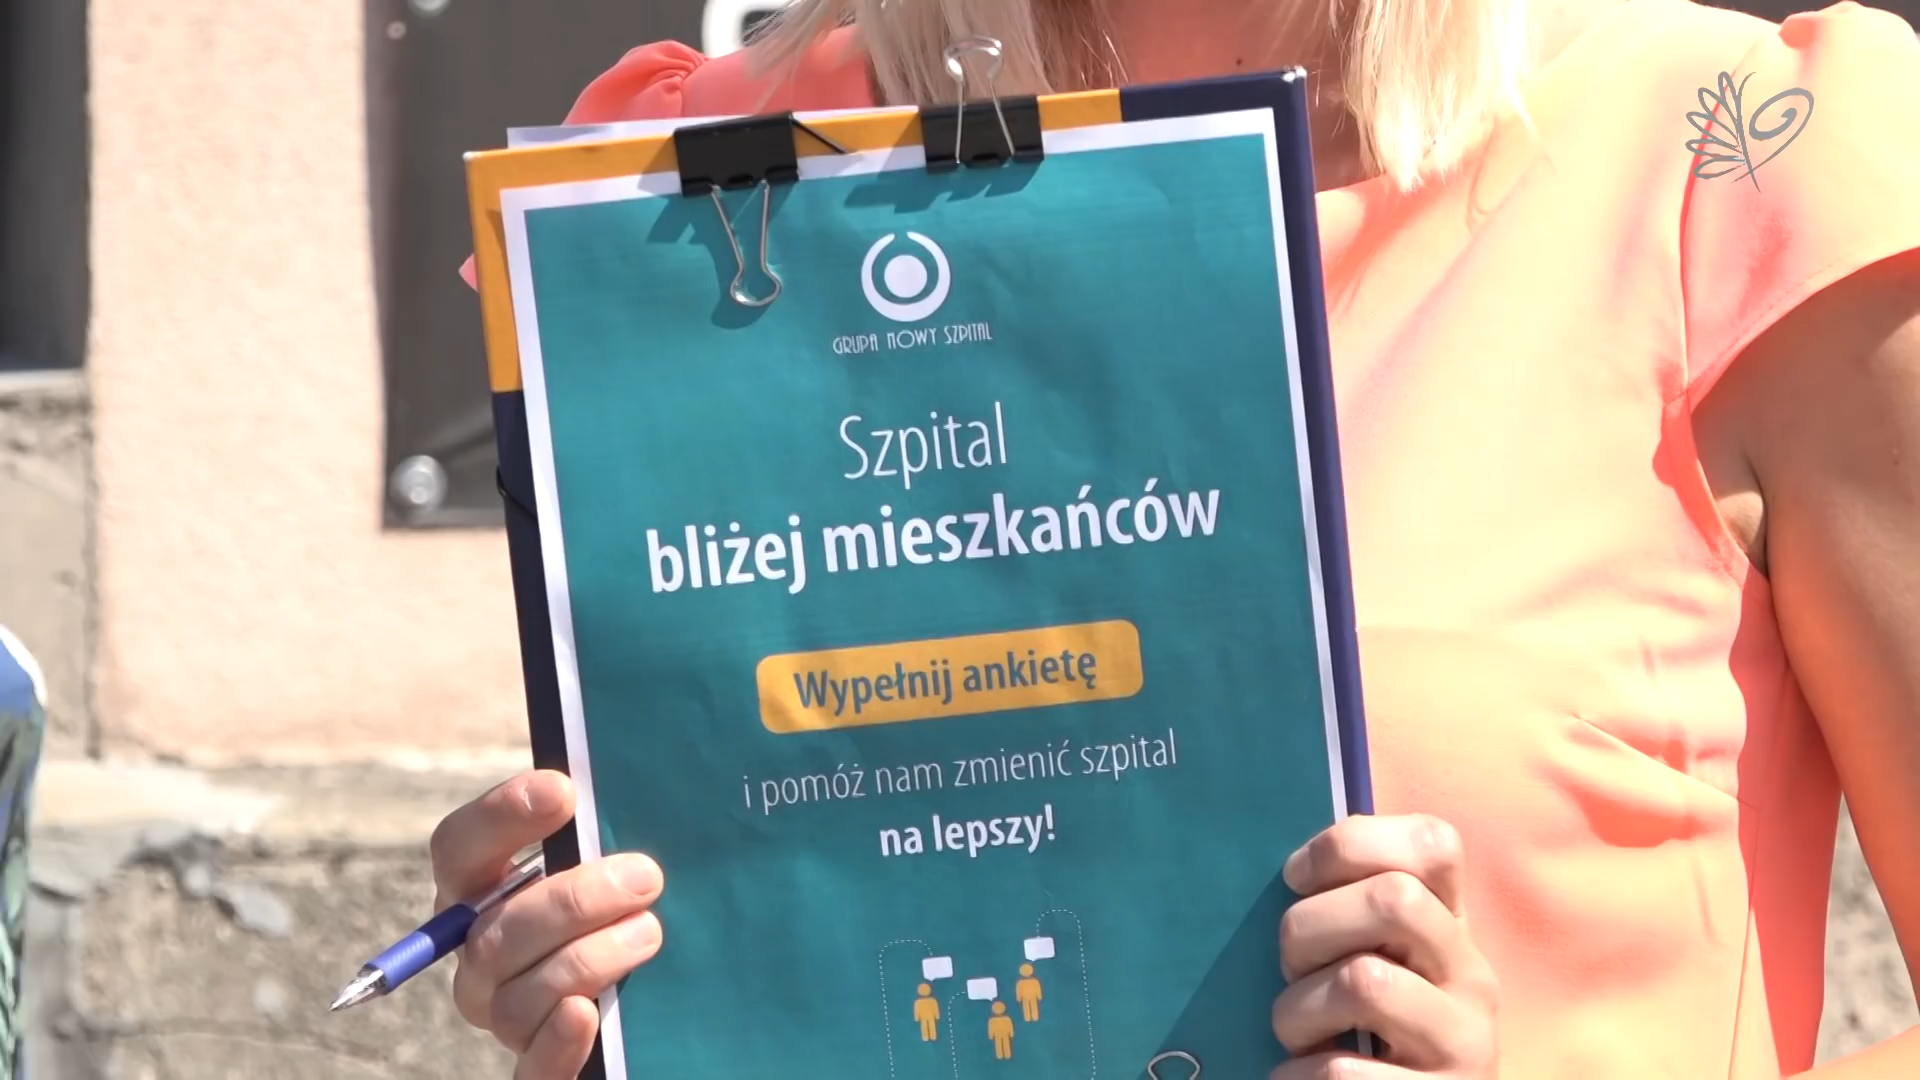 GRUPA NOWY SZPITAL
Szpital
bliżej mieszkańców
Wypełnij ankietę
i pomóż nam zmienić szpital
na lepszy!